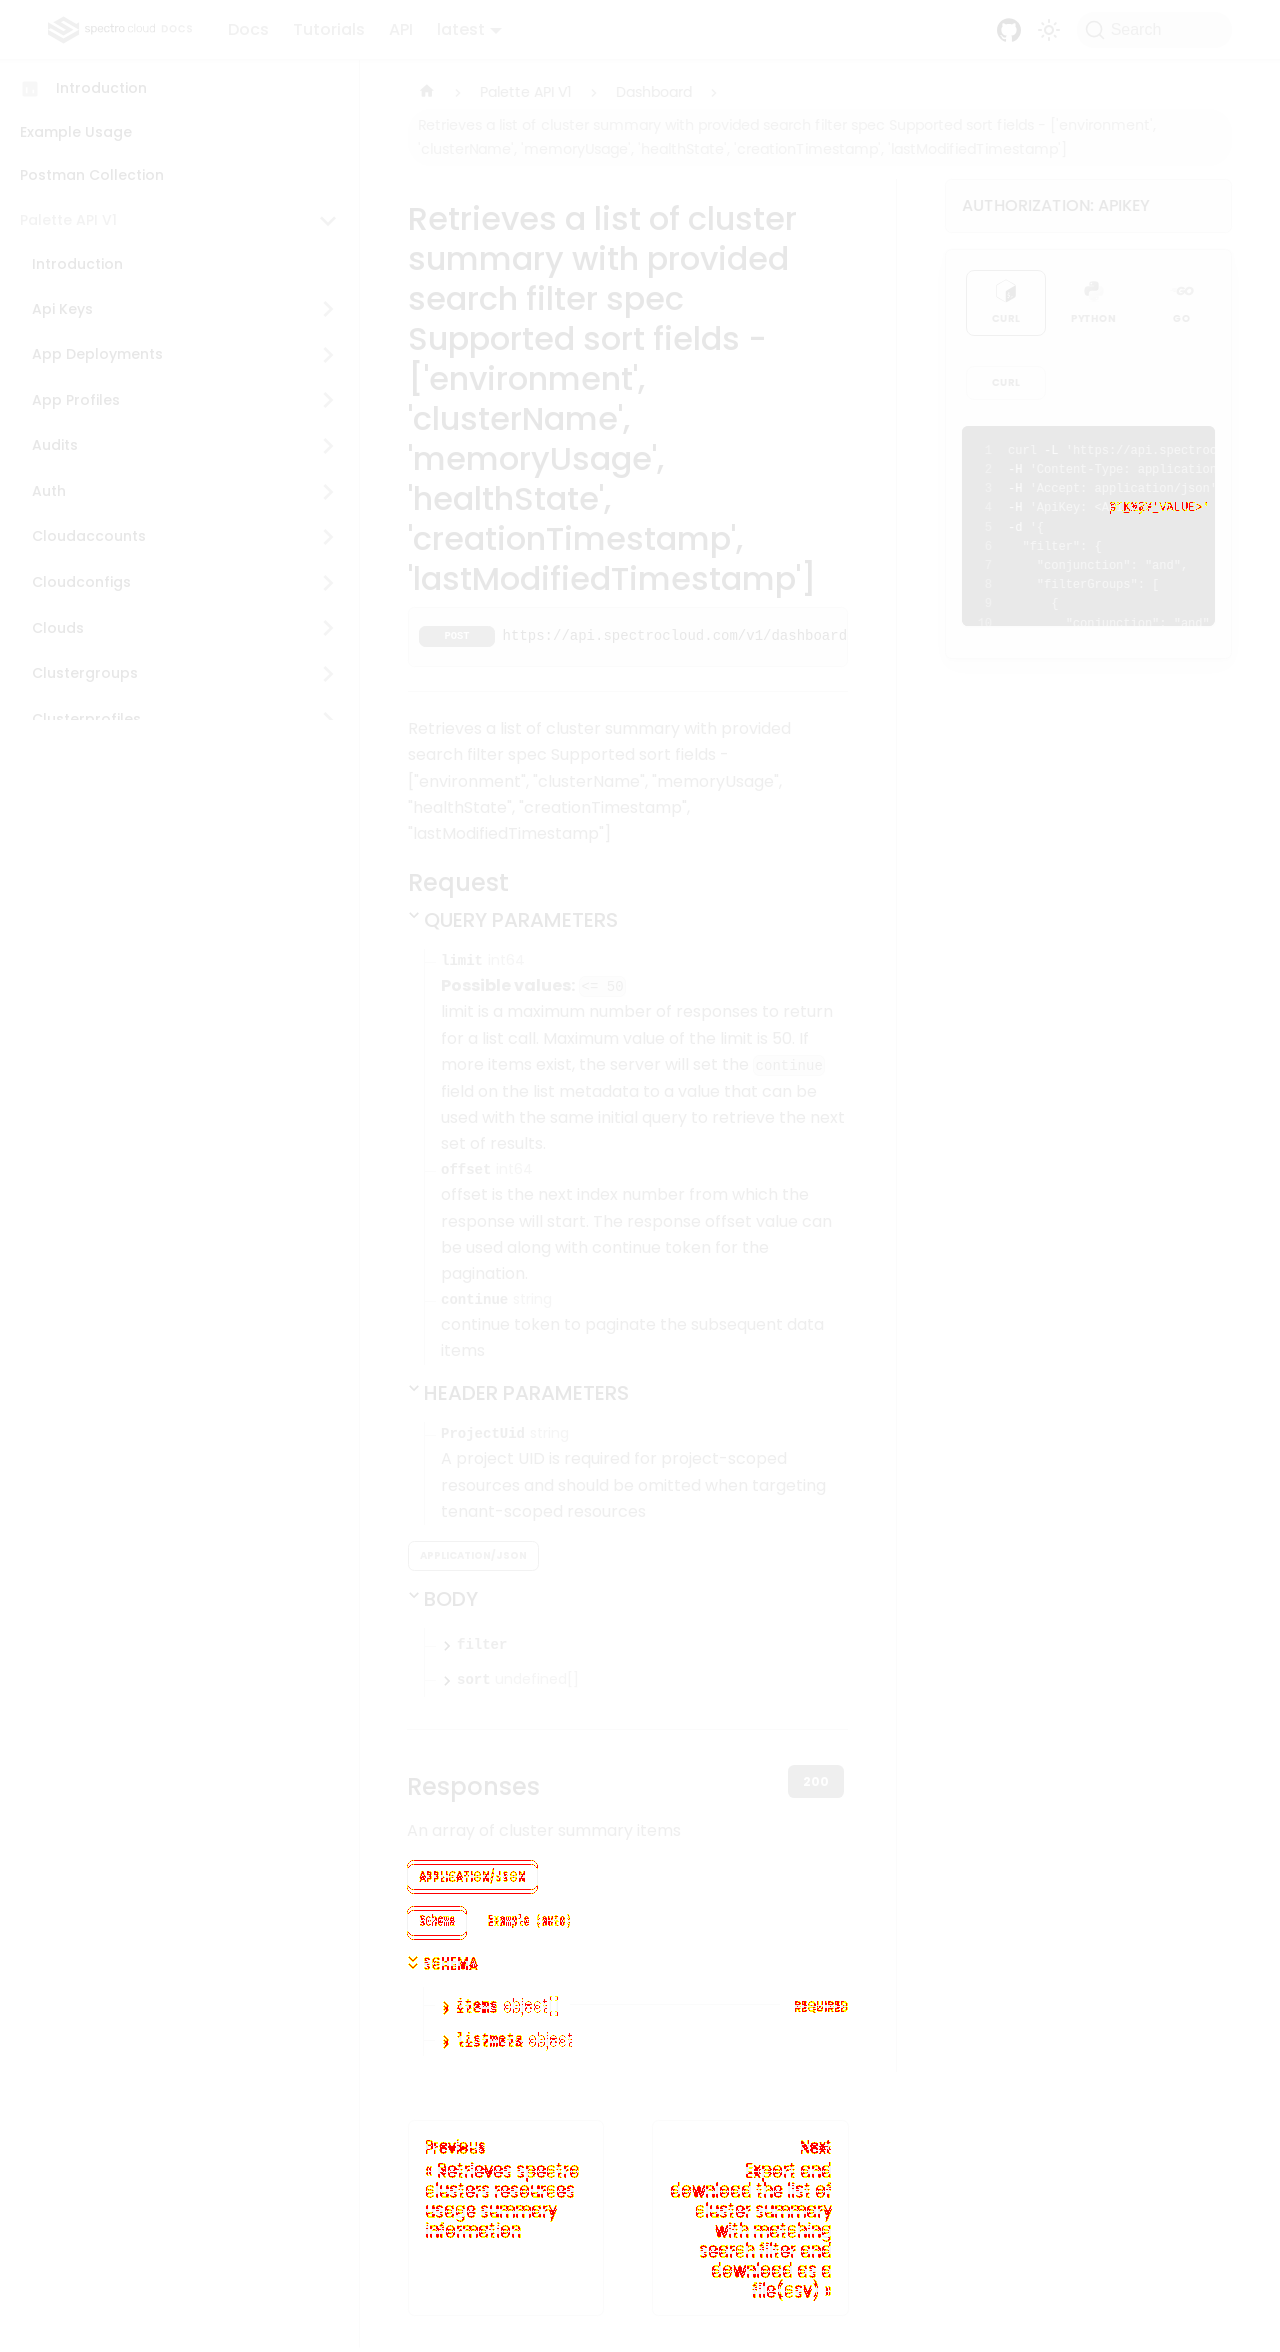 spectro cloud DOCS
Docs
Tutorials
API
latest
Search
Introduction
Example Usage
Postman Collection
Palette API V1
Introduction
Api Keys
App Deployments
App Profiles
Audits
Auth
Cloudaccounts
Cloudconfigs
Clouds
Clustergroups
Clusterprofiles
Palette API V1
Dashboard
Retrieves a list of cluster summary with provided search filter spec Supported sort fields - ['environment',
'clusterName', 'memoryUsage', 'healthState', 'creationTimestamp', 'lastModifiedTimestamp']
Retrieves a list of cluster
summary with provided
search filter spec
Supported sort fields -
['environment',
'clusterName',
'memoryUsage',
'healthState',
'creationTimestamp',
'lastModifiedTimestamp']
POST https://api.spectrocloud.com/v1/dashboard
Retrieves a list of cluster summary with provided
search filter spec Supported sort fields -
["environment", "clusterName", "memoryUsage",
"healthState", "creationTimestamp",
"lastModifiedTimestamp"]
Request
QUERY PARAMETERS
limit int64
Possible values: <= 50
limit is a maximum number of responses to return
for a list call. Maximum value of the limit is 50. If
more items exist, the server will set the continue
field on the list metadata to a value that can be
used with the same initial query to retrieve the next
set of results.
offset int64
offset is the next index number from which the
response will start. The response offset value can
be used along with continue token for the
pagination.
continue string
continue token to paginate the subsequent data
items
HEADER PARAMETERS
ProjectUid string
A project UID is required for project-scoped
resources and should be omitted when targeting
tenant-scoped resources
APPLICATION/JSON
BODY
filter
sort undefined[]
Responses
200
An array of cluster summary items
APPLICATION/JSON
Schema
Example (auto)
SCHEMA
items object[]
REQUIRED
listmeta object
Previous
« Retrieves spectro
clusters resources
usage summary
information
Next
Export and
download the list of
cluster summary
with matching
search filter and
download as a
file(csv) »
AUTHORIZATION: APIKEY
CURL
PYTHON
GO
CURL
1 curl -L 'https://api.spectroc
2 -H 'Content-Type: application
3 -H 'Accept: application/json'
4 -H 'ApiKey: VALUE>'
5 -d '{
6 "filter": {
7 "conjunction": "and",
8 "filterGroups": [
9 {
10 "conjunction": "and"